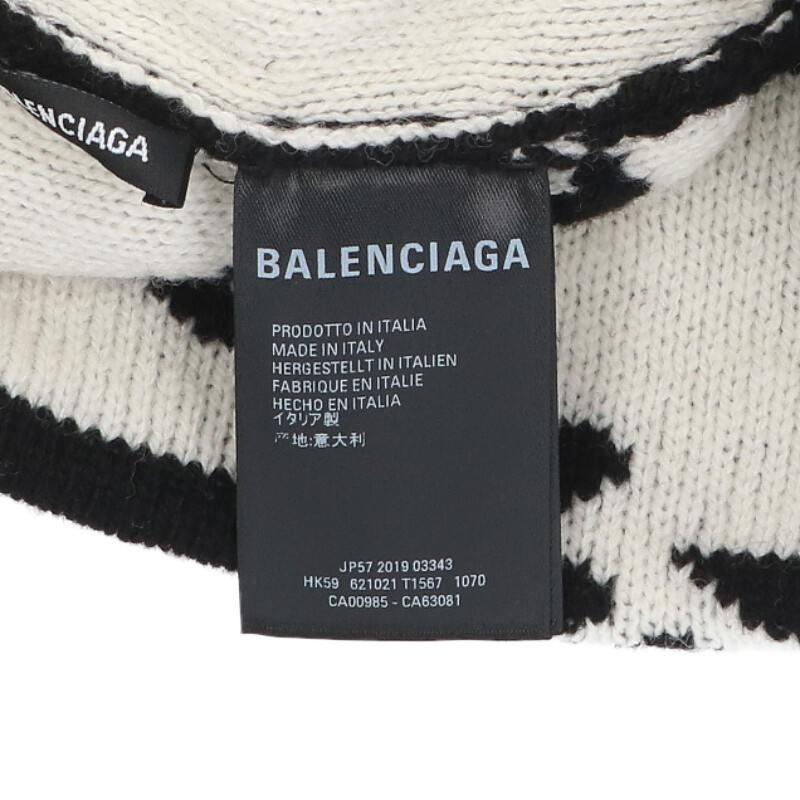 BALENCIAGA
BALENCIAGA
PRODOTTO IN ITALIA
MADE IN ITALY
HERGESTELLT IN ITALIEN
FABRIQUE EN ITALIE
HECHO EN ITALIA
イタリア製
产地:意大利
JP57 2019 03343
HK59 621021 T1567 1070
CA00985 - CA63081